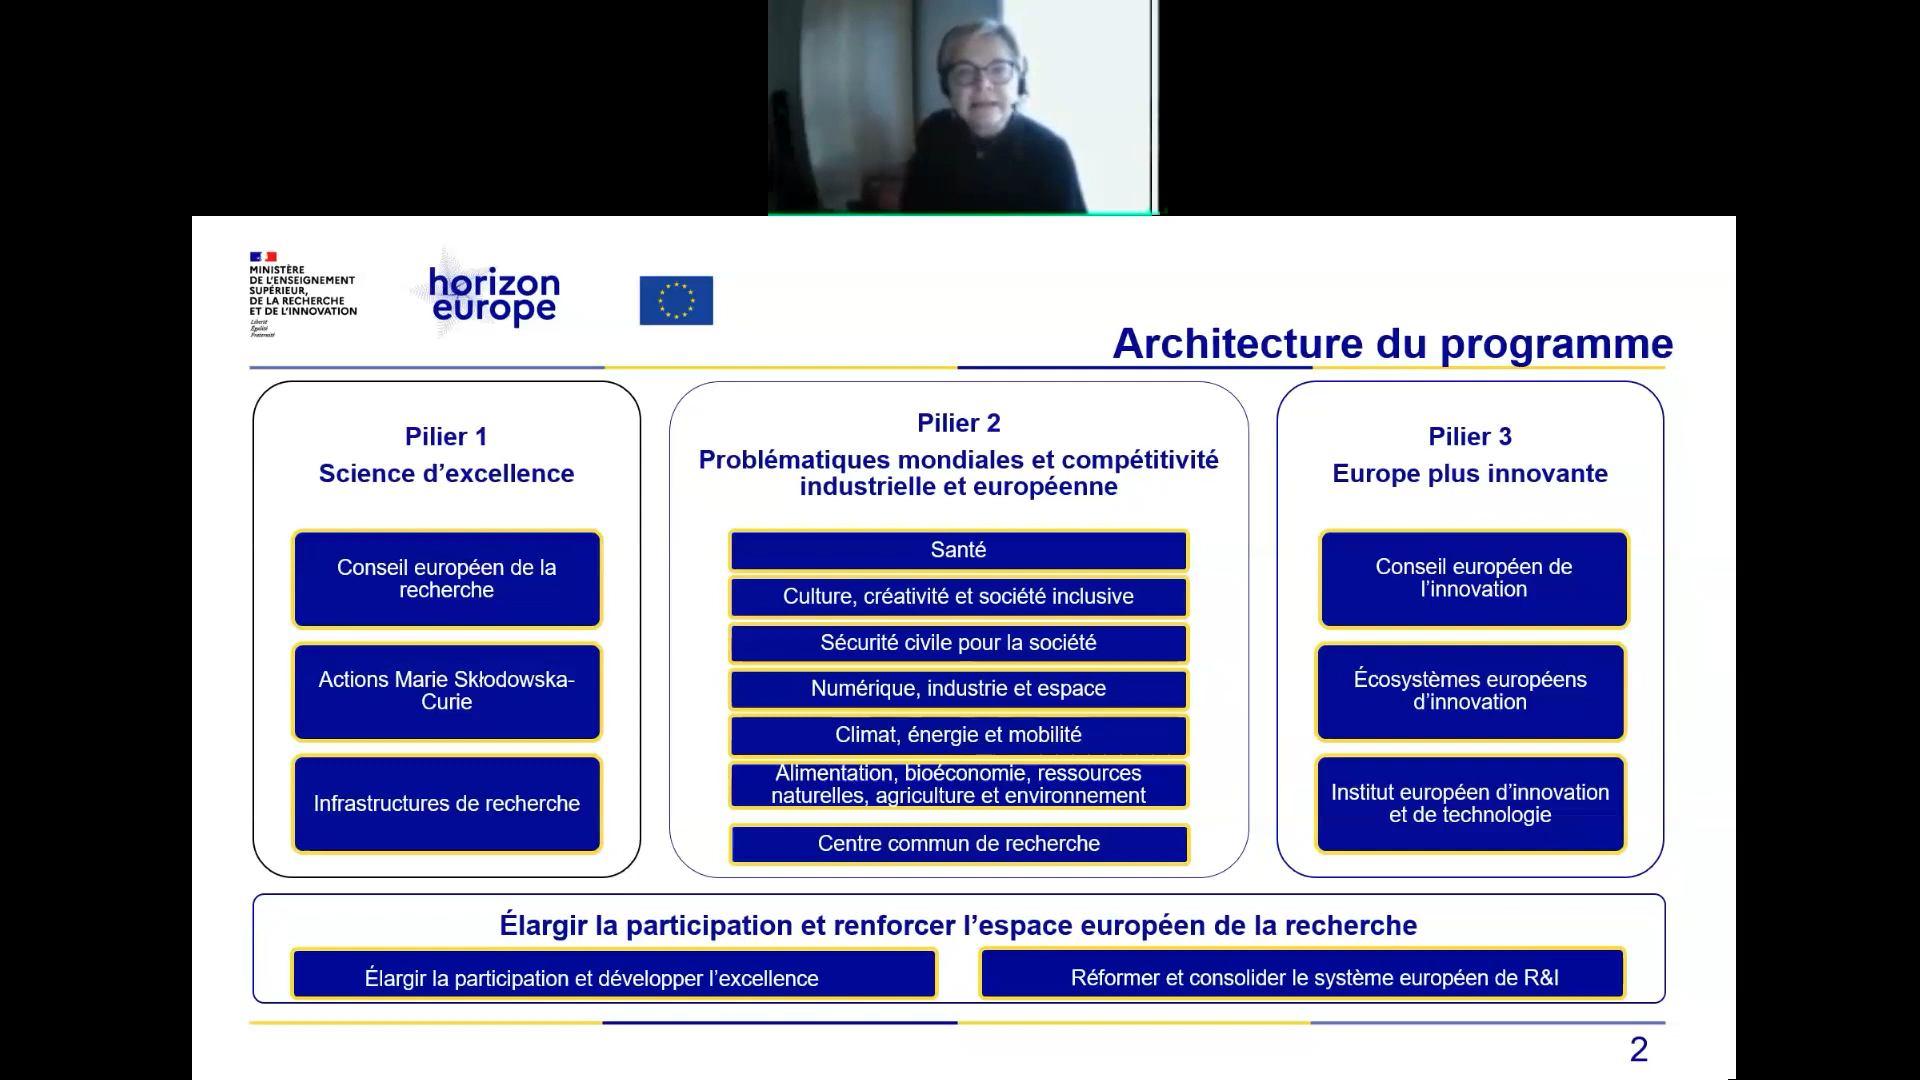 MINISTÈRE
DE L'ENSEIGNEMENT
SUPÉRIEUR,
DE LA RECHERCHE
ET DE L'INNOVATION
Liberté
Égalité
Fraternité
horizon
europe
Architecture du programme
Pilier 1
Science d’excellence
Conseil européen de la
recherche
Actions Marie Skłodowska-
Curie
Infrastructures de recherche
Pilier 2
Problématiques mondiales et compétitivité
industrielle et européenne
Santé
Culture, créativité et société inclusive
Sécurité civile pour la société
Numérique, industrie et espace
Climat, énergie et mobilité
Alimentation, bioéconomie, ressources
naturelles, agriculture et environnement
Centre commun de recherche
Pilier 3
Europe plus innovante
Conseil européen de
l’innovation
Écosystèmes européens
d’innovation
Institut européen d’innovation
et de technologie
Élargir la participation et renforcer l’espace européen de la recherche
Élargir la participation et développer l’excellence
Réformer et consolider le système européen de R&I
2